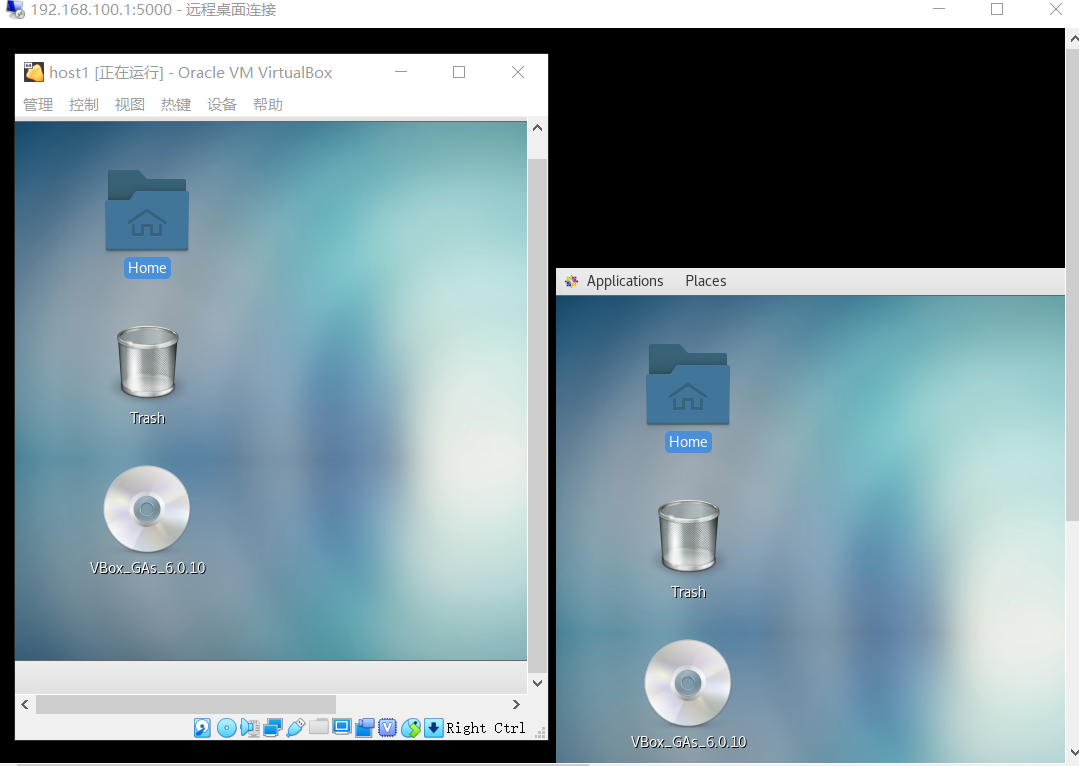 192.168.100.1:5000 - 远程桌面连接
host1 [正在运行] - Oracle VM VirtualBox
管理 控制 视图 热键 设备 帮助
Home
Trash
VBox_GAs_6.0.10
Right Ctrl
Applications Places
Home
Trash
VBox_GAs_6.0.10